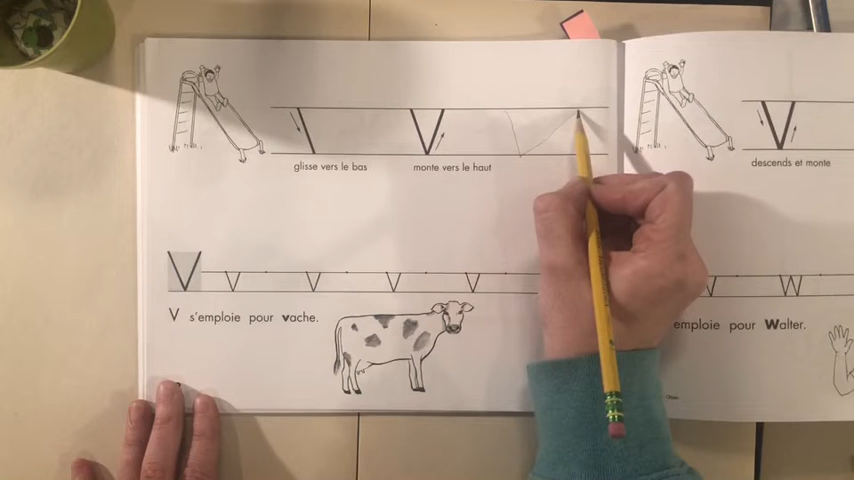 V V V
glisse vers le bas monte vers le haut
V V V V V
V s'emploie pour vache.
V
descends et monte
V W
emploie pour Walter.